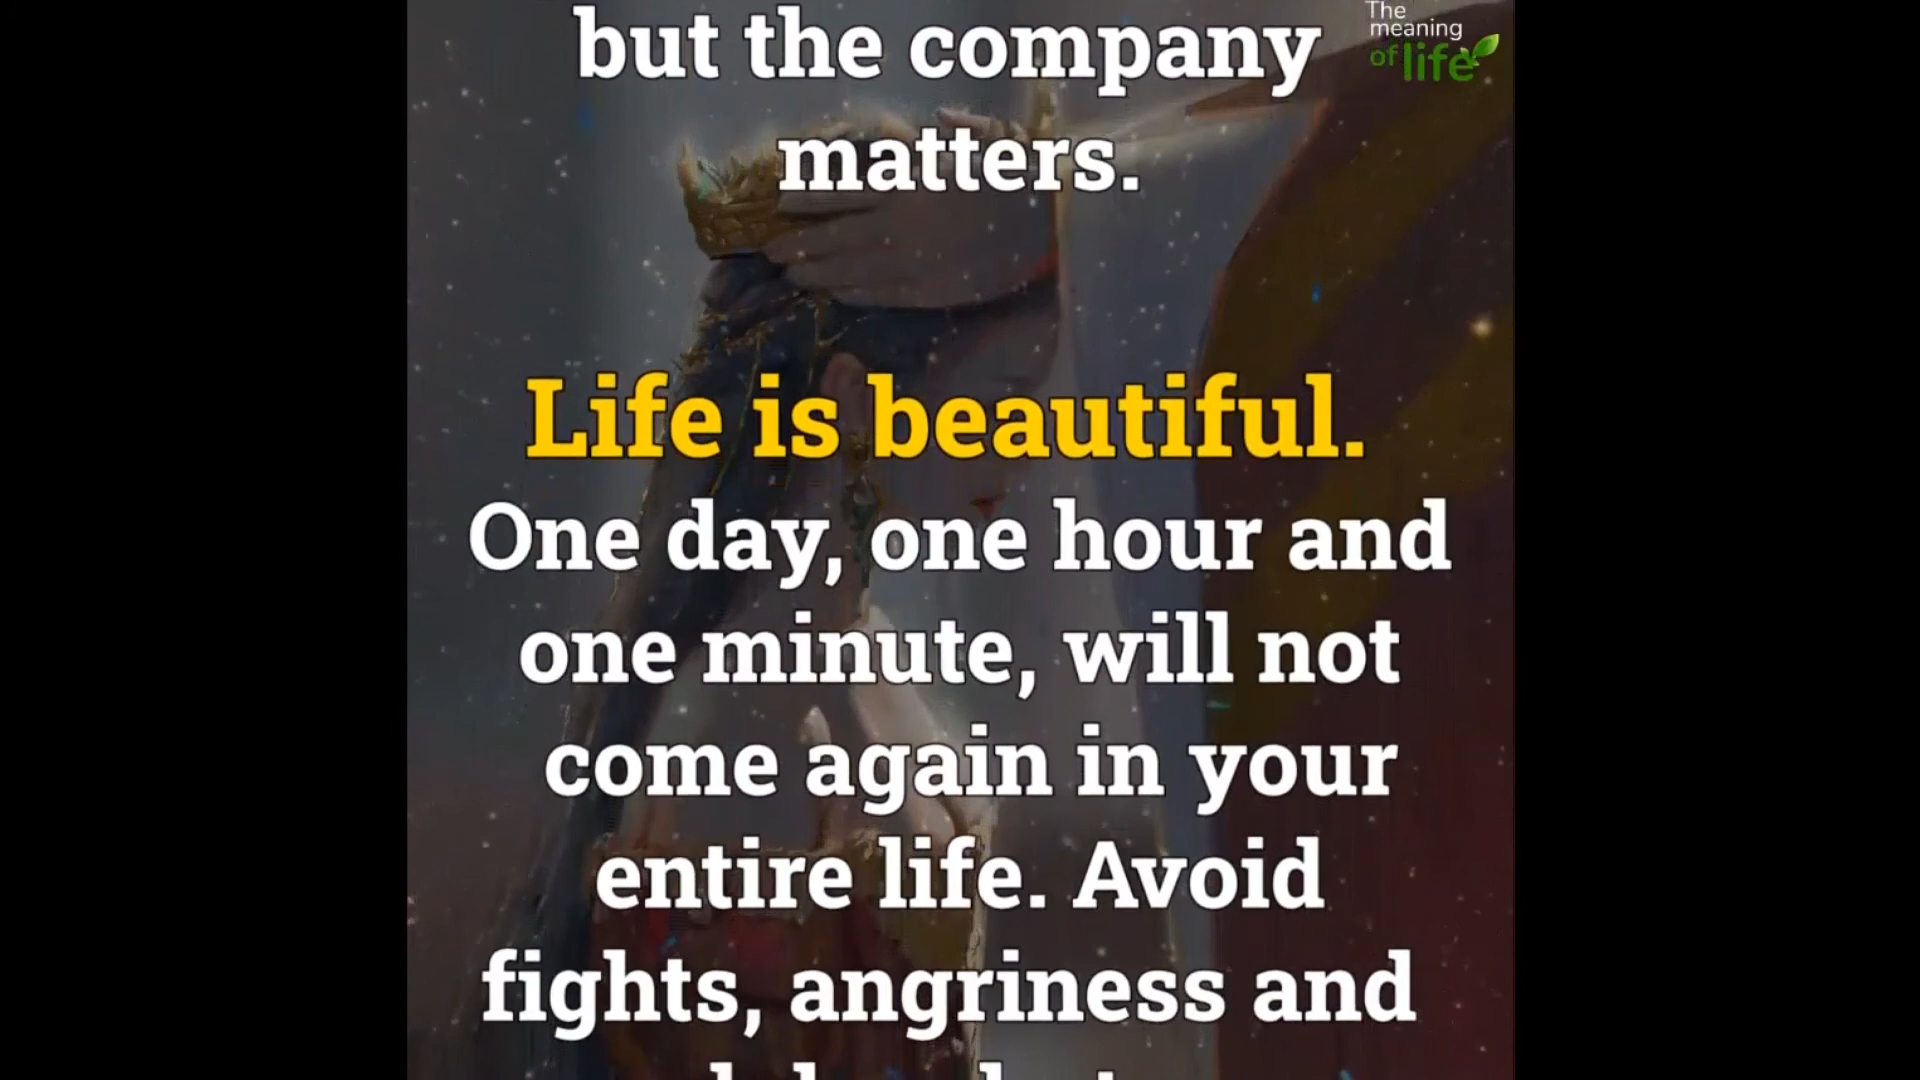 but the company
The
meaning
of life
matters.
Life is beautiful.
One day, one hour and
one minute, will not
come again in your
entire life. Avoid
fights, angriness and